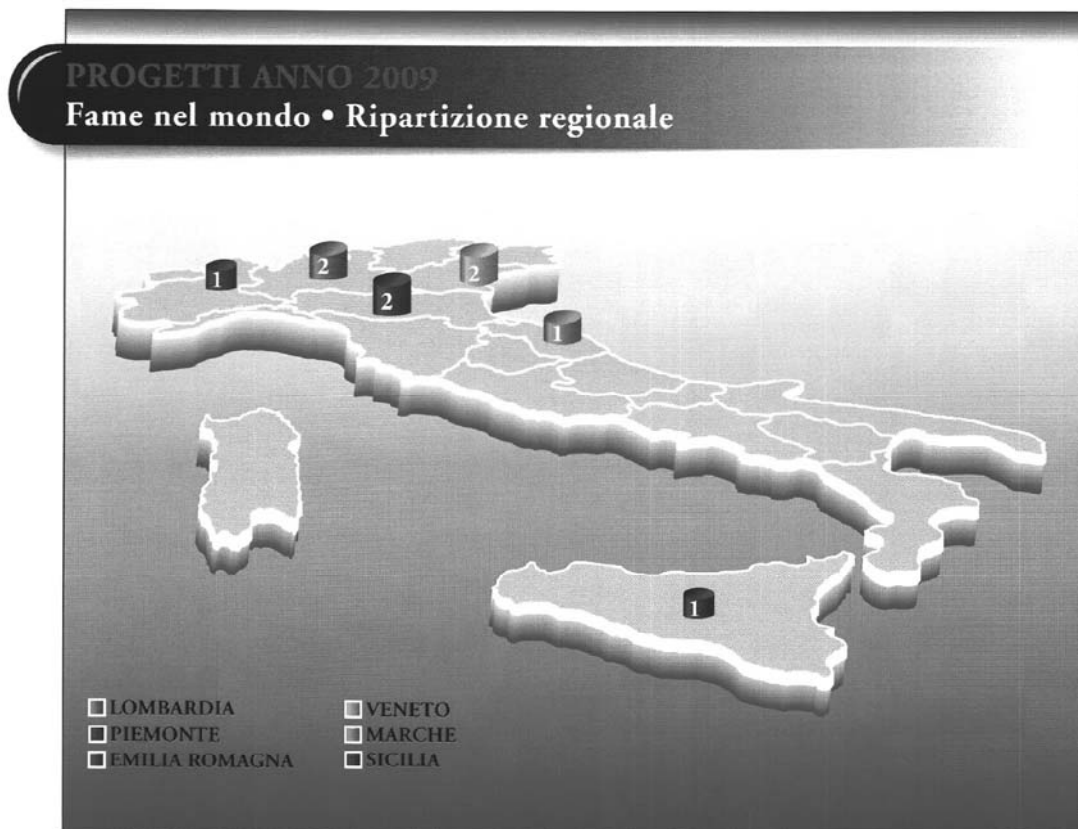 PROGETTI ANNO 2009
Fame nel mondo • Ripartizione regionale
1
2
2
2
1
1
LOMBARDIA
PIEMONTE
EMILIA ROMAGNA
VENETO
MARCHE
SICILIA